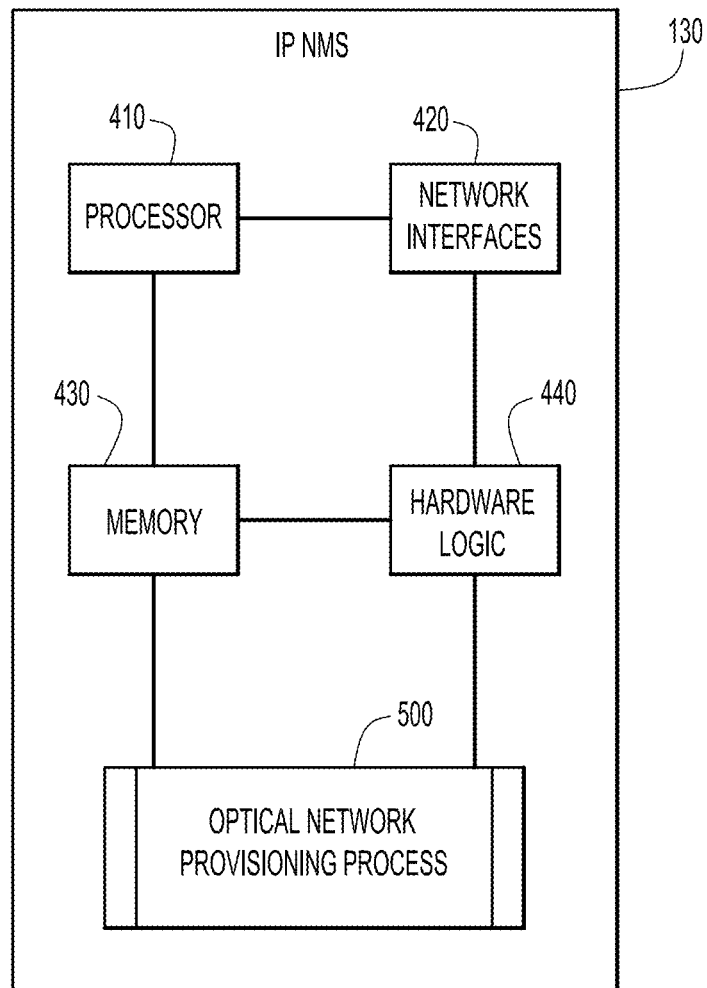 IP NMS
130
410
420
PROCESSOR
NETWORK
INTERFACES
430
440
MEMORY
HARDWARE
LOGIC
500
OPTICAL NETWORK
PROVISIONING PROCESS